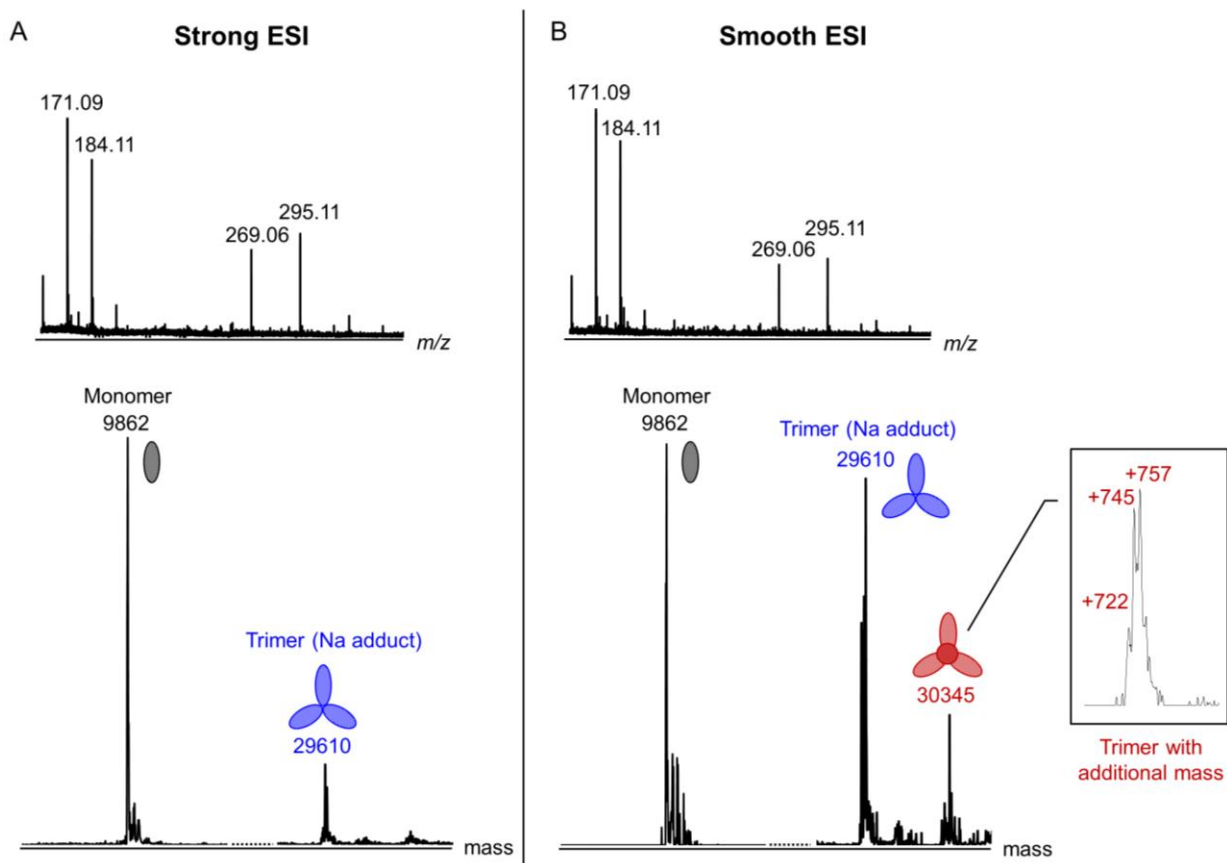 A
Strong ESI
171.09
184.11
269.06
295.11
m/z
Monomer
9862
Trimer (Na adduct)
29610
mass
B
Smooth ESI
171.09
184.11
269.06
295.11
m/z
Monomer
9862
Trimer (Na adduct)
29610
30345
mass
+757
+745
+722
Trimer with
additional mass